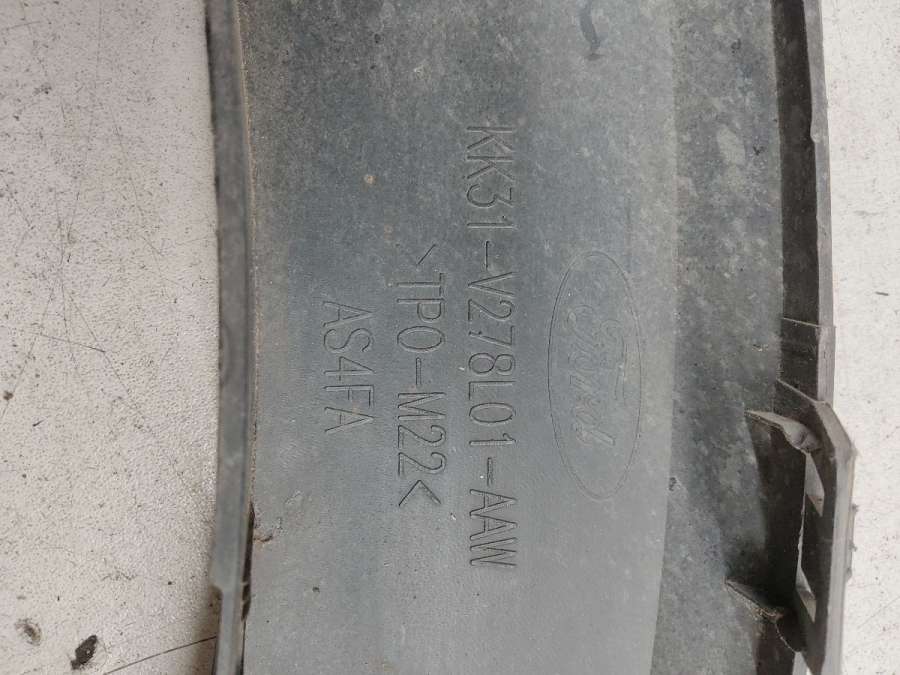 Ford
KK31-V278L01-AAW
>TPO-M22<
AS4FA